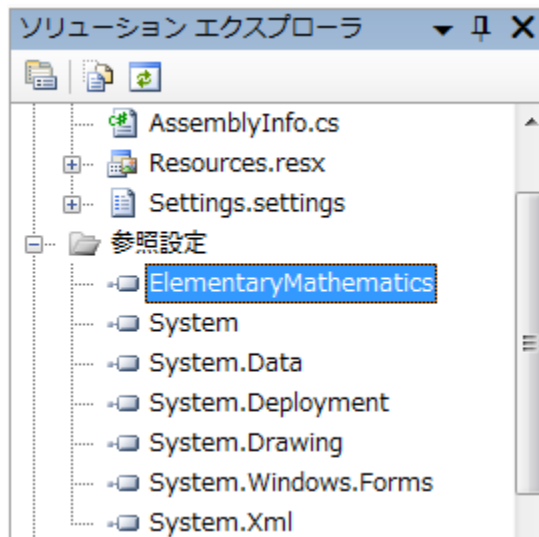 ソリューション エクスプローラ
AssemblyInfo.cs
Resources.resx
Settings.settings
参照設定
ElementaryMathematics
System
System.Data
System.Deployment
System.Drawing
System.Windows.Forms
System.Xml